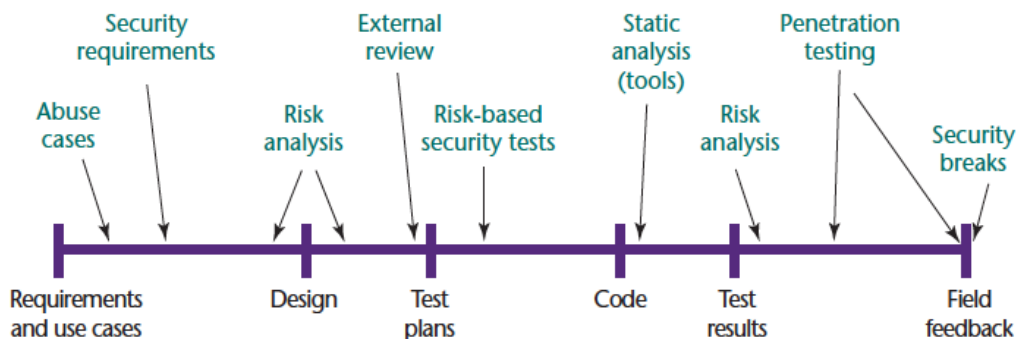 Security
requirements
External
review
Static
analysis
(tools)
Penetration
testing
Abuse
cases
Risk
analysis
Risk-based
security tests
Risk
analysis
Security
breaks
Requirements
and use cases
Design
Test
plans
Code
Test
results
Field
feedback